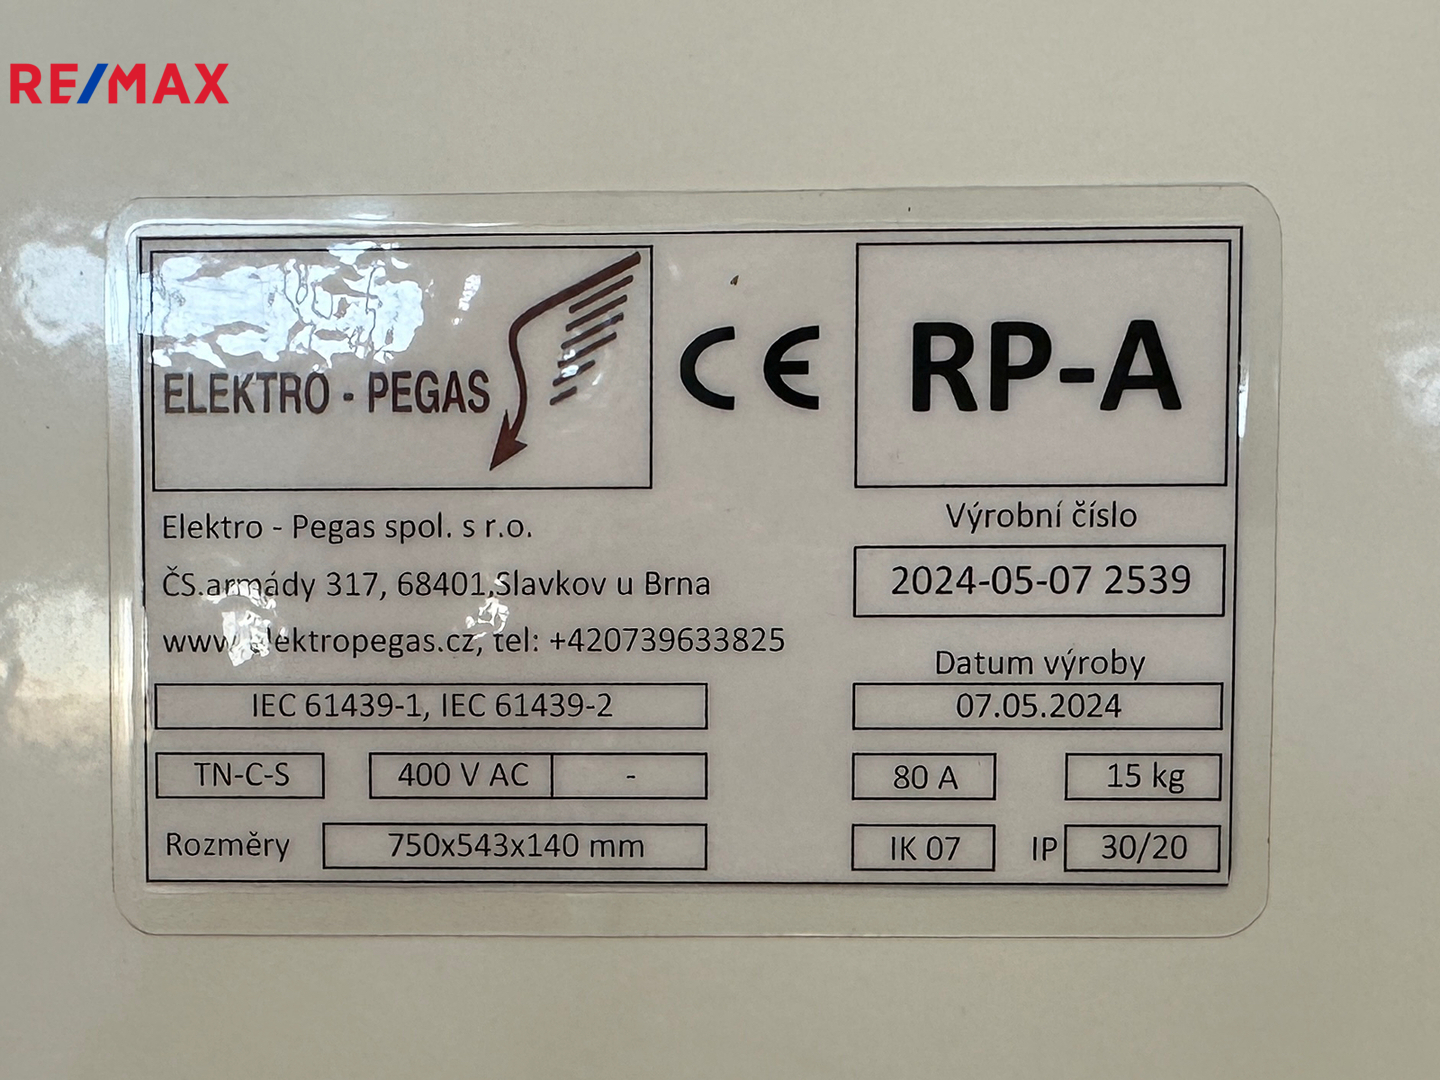 RE/MAX
ELEKTRO - PEGAS
CE
RP-A
Elektro - Pegas spol. s r.o.
ČS.armády 317, 68401,Slavkov u Brna
www.elektropegas.cz, tel: +420739633825
Výrobní číslo
2024-05-07 2539
Datum výroby
07.05.2024
IEC 61439-1, IEC 61439-2
TN-C-S 400 V AC - 80 A 15 kg
Rozměry 750x543x140 mm IK 07 IP 30/20